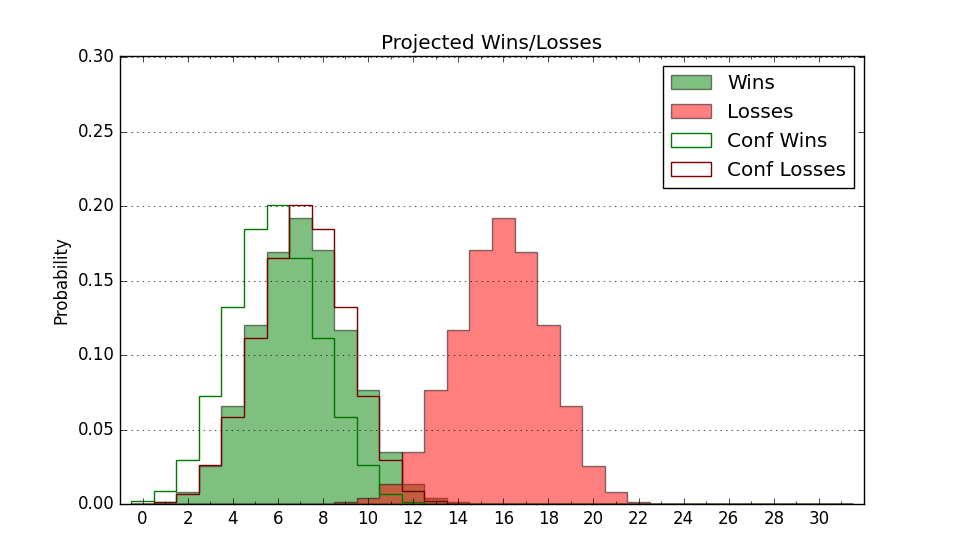 Projected Wins/Losses
0.30
0.25
0.20
0.15
0.10
0.05
0.00
Probability
Wins
Losses
Conf Wins
Conf Losses
0 2 4 6 8 10 12 14 16 18 20 22 24 26 28 30